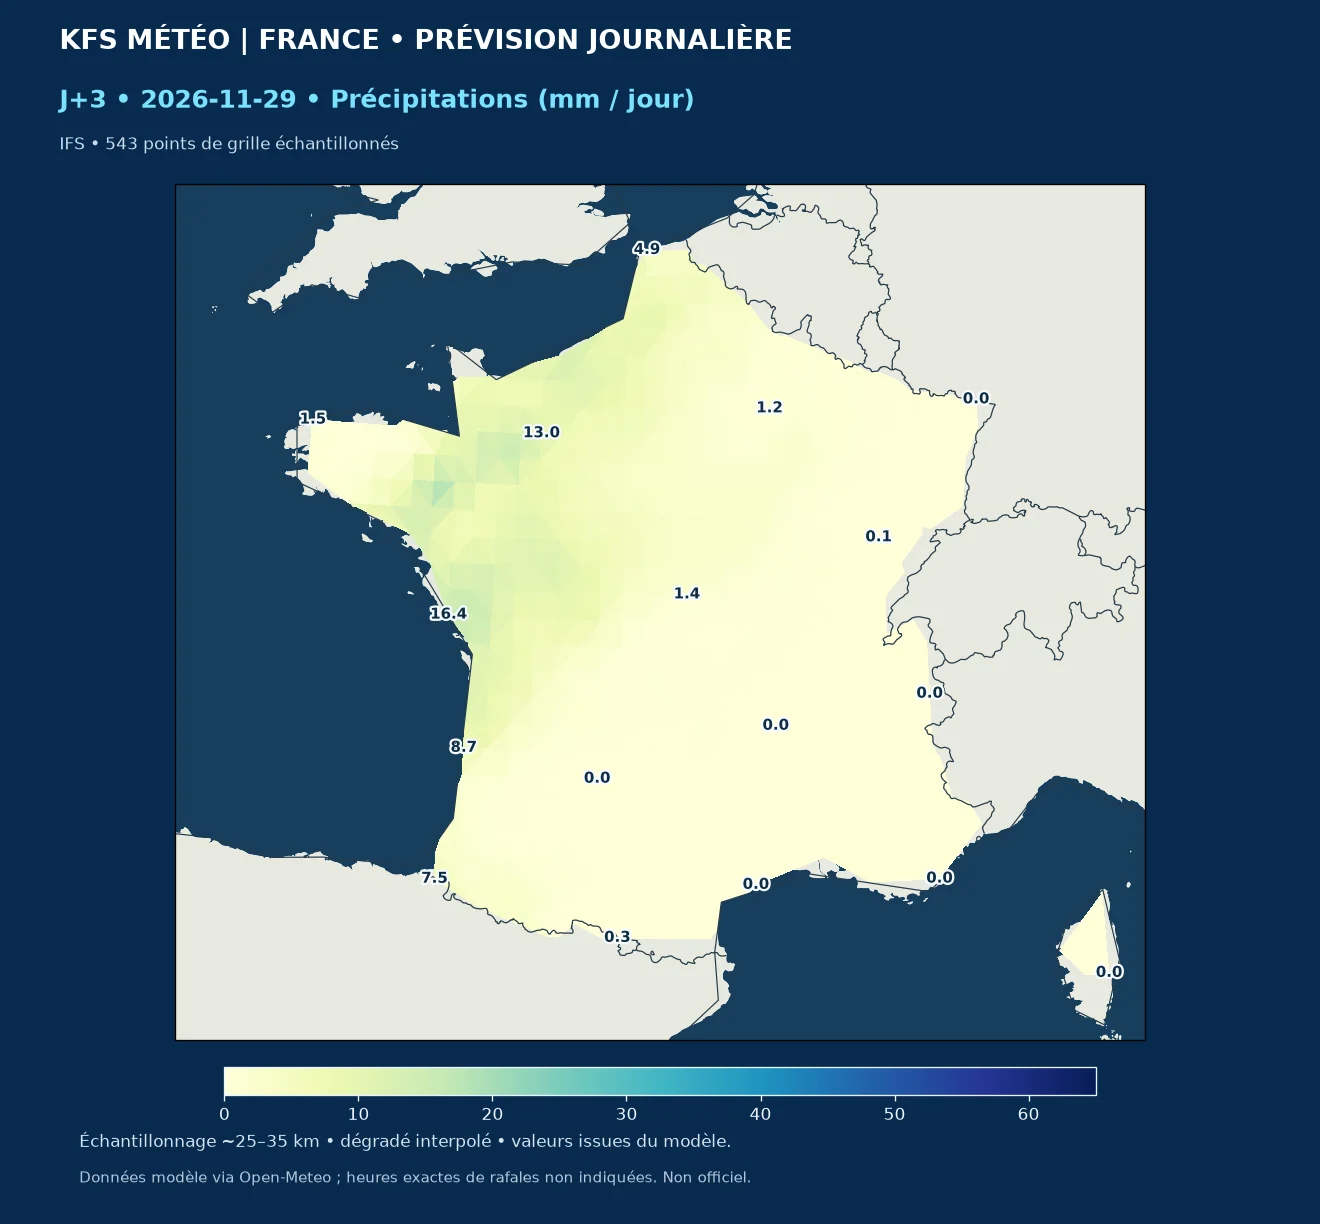 KFS MÉTÉO | FRANCE • PRÉVISION JOURNALIÈRE
J+3 • 2026-11-29 • Précipitations (mm / jour)
IFS • 543 points de grille échantillonnés
4.9
0.0
1.2
1.5
13.0
0.1
1.4
16.4
0.0
0.0
8.7
0.0
7.5
0.0
0.0
0.3
0.0
0 10 20 30 40 50 60
Échantillonnage ~25–35 km • dégradé interpolé • valeurs issues du modèle.
Données modèle via Open-Meteo ; heures exactes de rafales non indiquées. Non officiel.